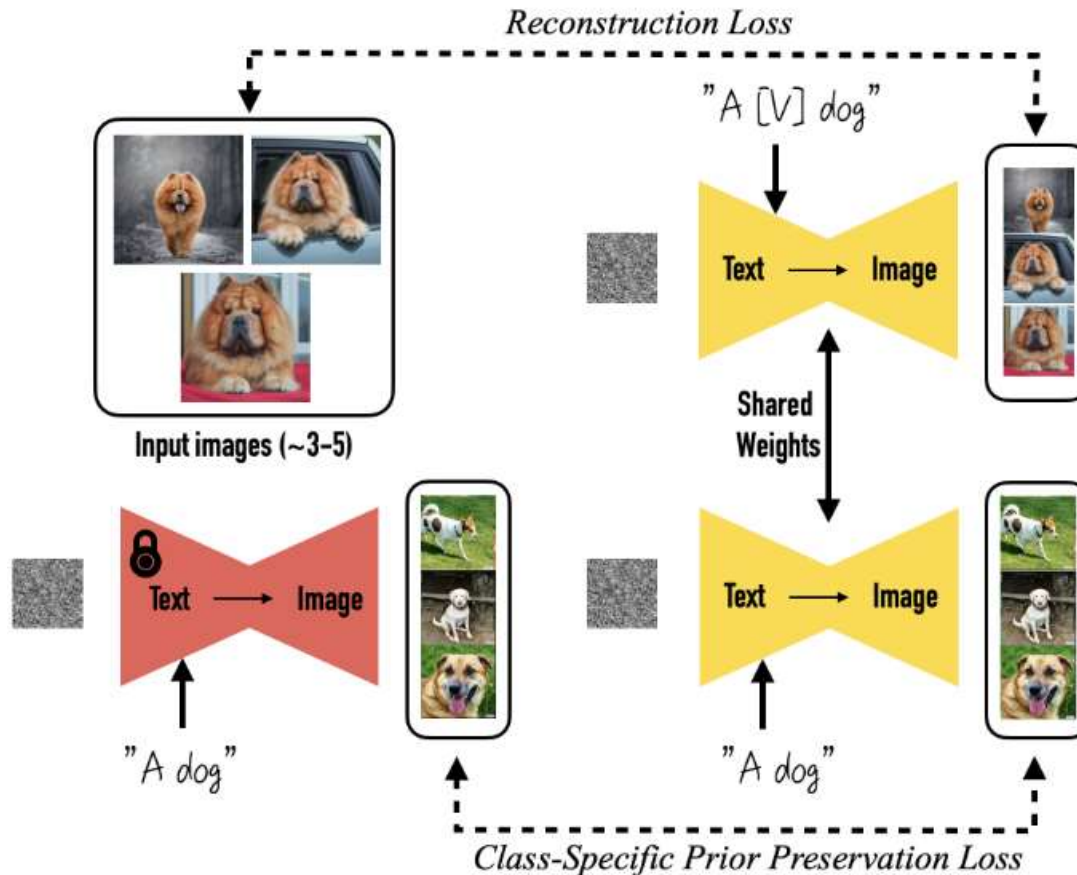 Reconstruction Loss
"A [V] dog"
Text → Image
Input images (~3-5)
Shared
Weights
Text → Image
Text → Image
"A dog"
"A dog"
Class-Specific Prior Preservation Loss